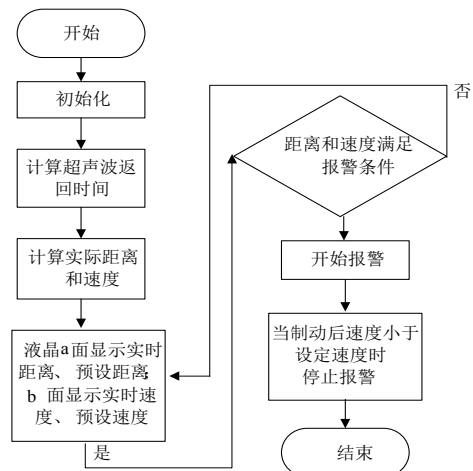 开始
初始化
计算超声波返
回时间
计算实际距离
和速度
液晶a面显示实时
距离、预设距离;
b 面显示实时速
度、预设速度
是
否
距离和速度满足
报警条件
开始报警
当制动后速度小于
设定速度时
停止报警
结束